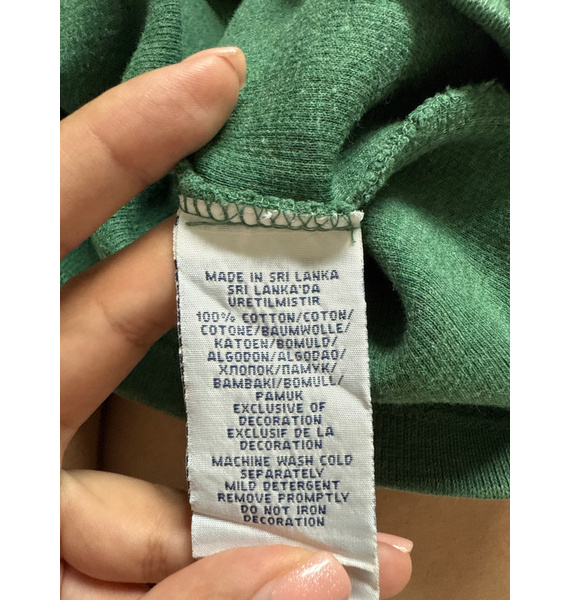 MADE IN SRI LANKA
SRI LANKA'DA
URETILMISTIR
100% COTTON/COTON/
COTONE/BAUMWOLLE/
KATOEN/BOMULD/
ALGODON/ALGODAO/
ХЛОПОК/ПАМУК/
BAMBAKI/BOMULL/
PAMUK
EXCLUSIVE OF
DECORATION
EXCLUSIF DE LA
DECORATION
MACHINE WASH COLD
SEPARATELY
MILD DETERGENT
REMOVE PROMPTLY
DO NOT IRON
DECORATION